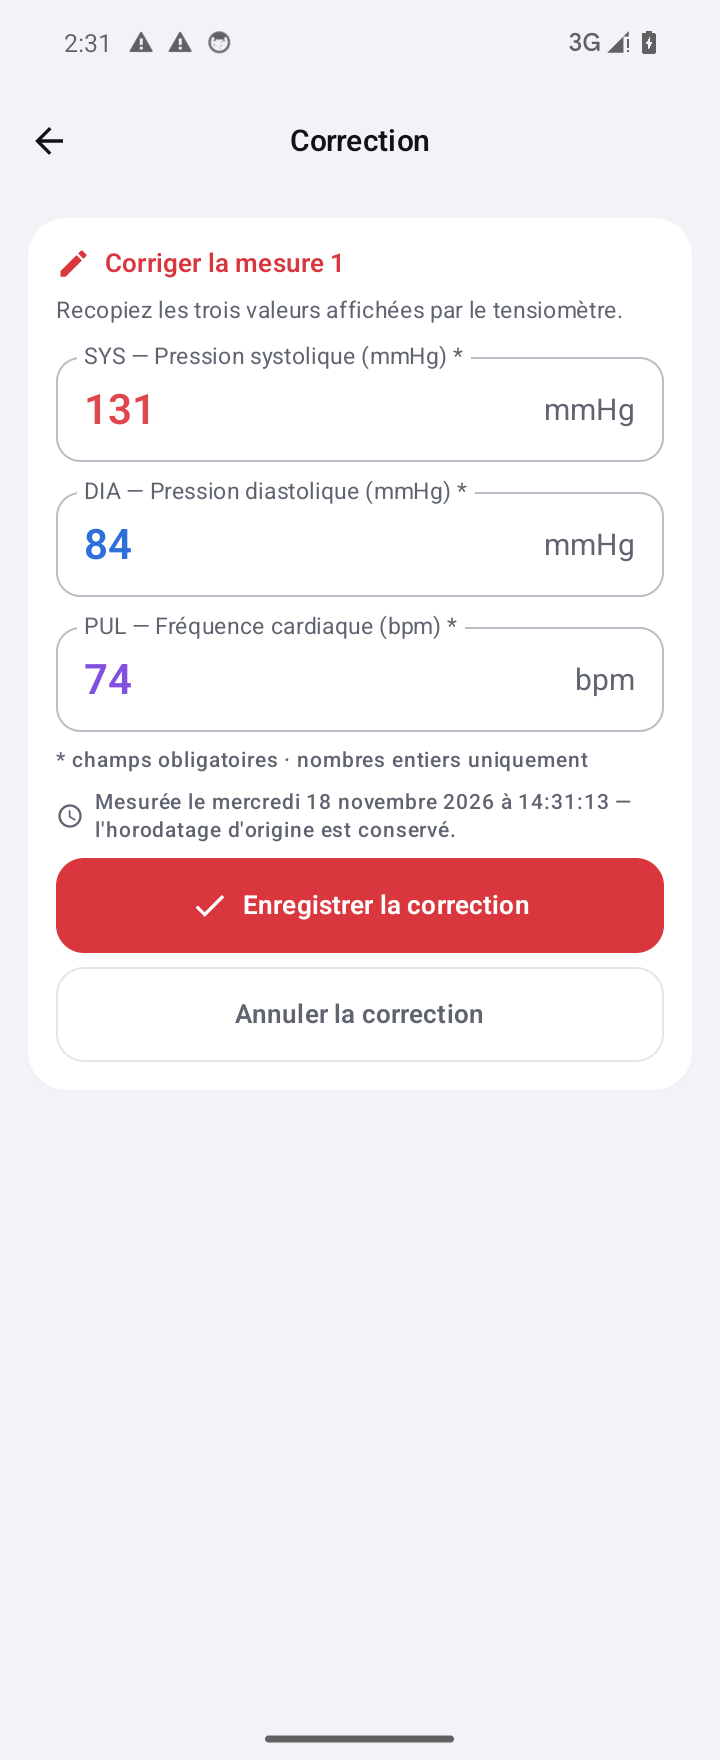 2:31
3G
Correction
Corriger la mesure 1
Recopiez les trois valeurs affichées par le tensiomètre.
SYS — Pression systolique (mmHg) *
131 mmHg
DIA — Pression diastolique (mmHg) *
84 mmHg
PUL — Fréquence cardiaque (bpm) *
74 bpm
* champs obligatoires · nombres entiers uniquement
Mesurée le mercredi 18 novembre 2026 à 14:31:13 —
l'horodatage d'origine est conservé.
Enregistrer la correction
Annuler la correction